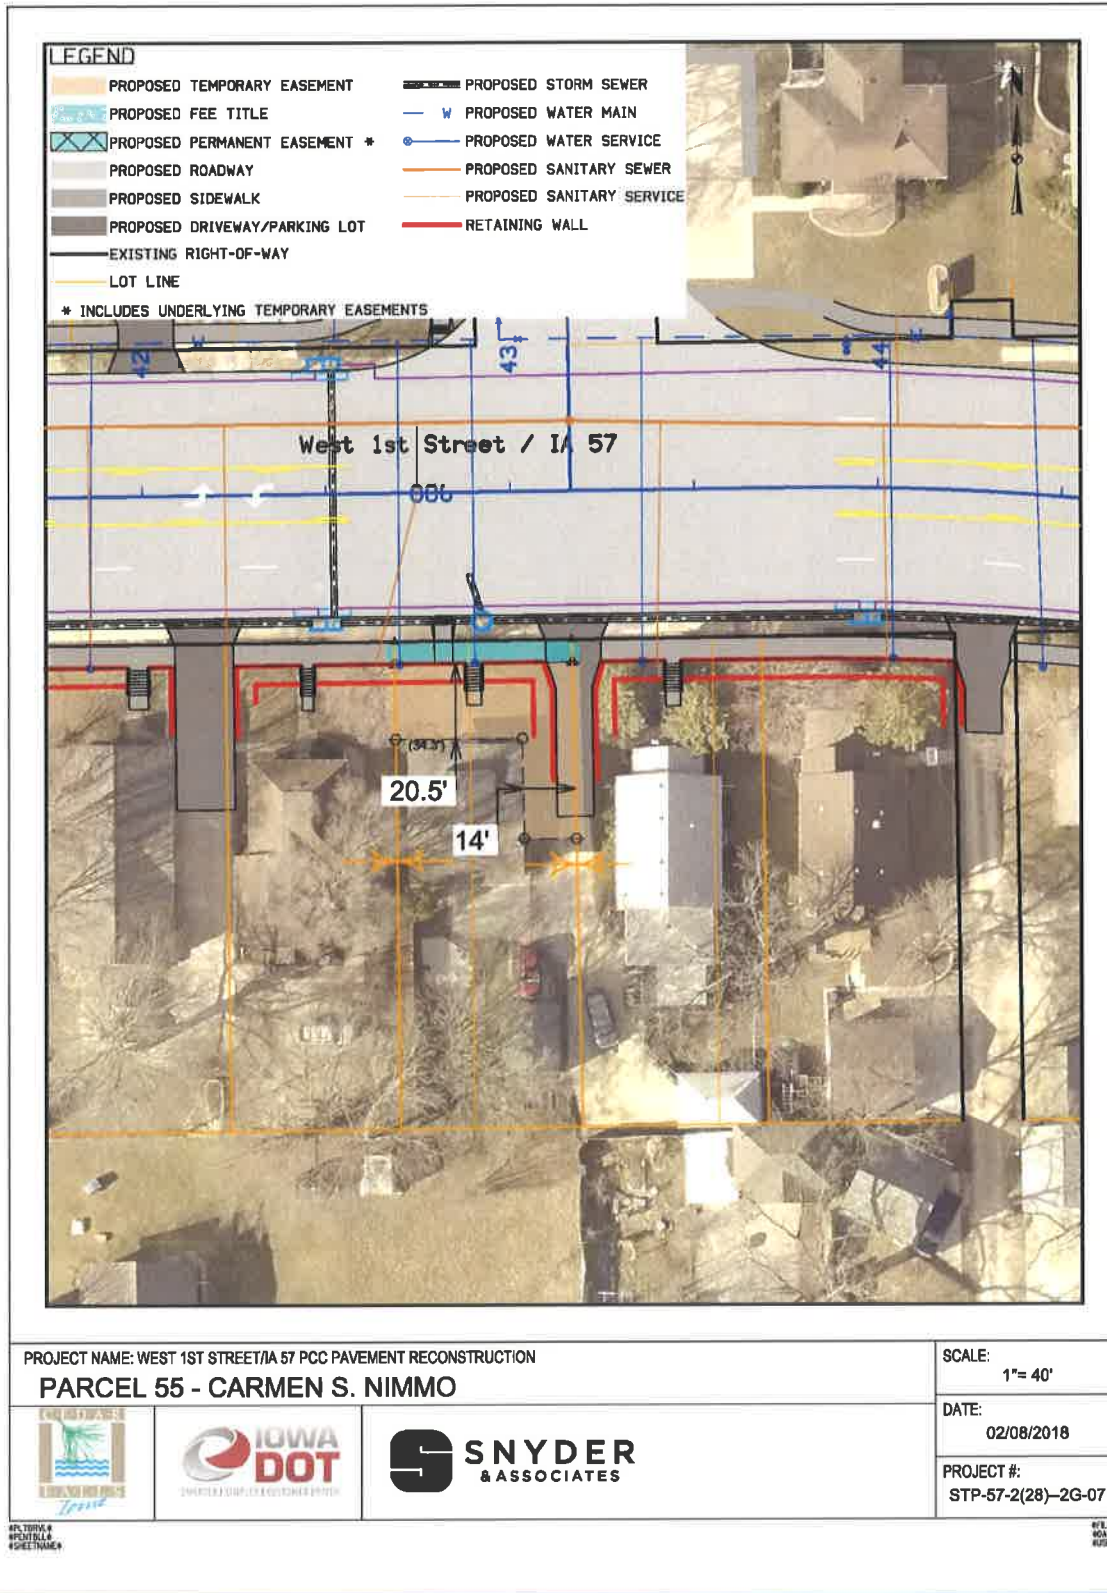 LEGEND
PROPOSED TEMPORARY EASEMENT
PROPOSED FEE TITLE
PROPOSED PERMANENT EASEMENT *
PROPOSED ROADWAY
PROPOSED SIDEWALK
PROPOSED DRIVEWAY/PARKING LOT
EXISTING RIGHT-OF-WAY
LOT LINE
* INCLUDES UNDERLYING TEMPORARY EASEMENTS
PROPOSED STORM SEWER
W PROPOSED WATER MAIN
PROPOSED WATER SERVICE
PROPOSED SANITARY SEWER
PROPOSED SANITARY SERVICE
RETAINING WALL
N
42
W
43
44
W
West 1st Street / IA 57
(34.3')
20.5'
14'
PROJECT NAME: WEST 1ST STREET/IA 57 PCC PAVEMENT RECONSTRUCTION
PARCEL 55 - CARMEN S. NIMMO
SCALE:
1"= 40'
DATE:
02/08/2018
PROJECT #:
STP-57-2(28)--2G-07
CEDAR
Iowa
IOWA
DOT
SNYDER
& ASSOCIATES